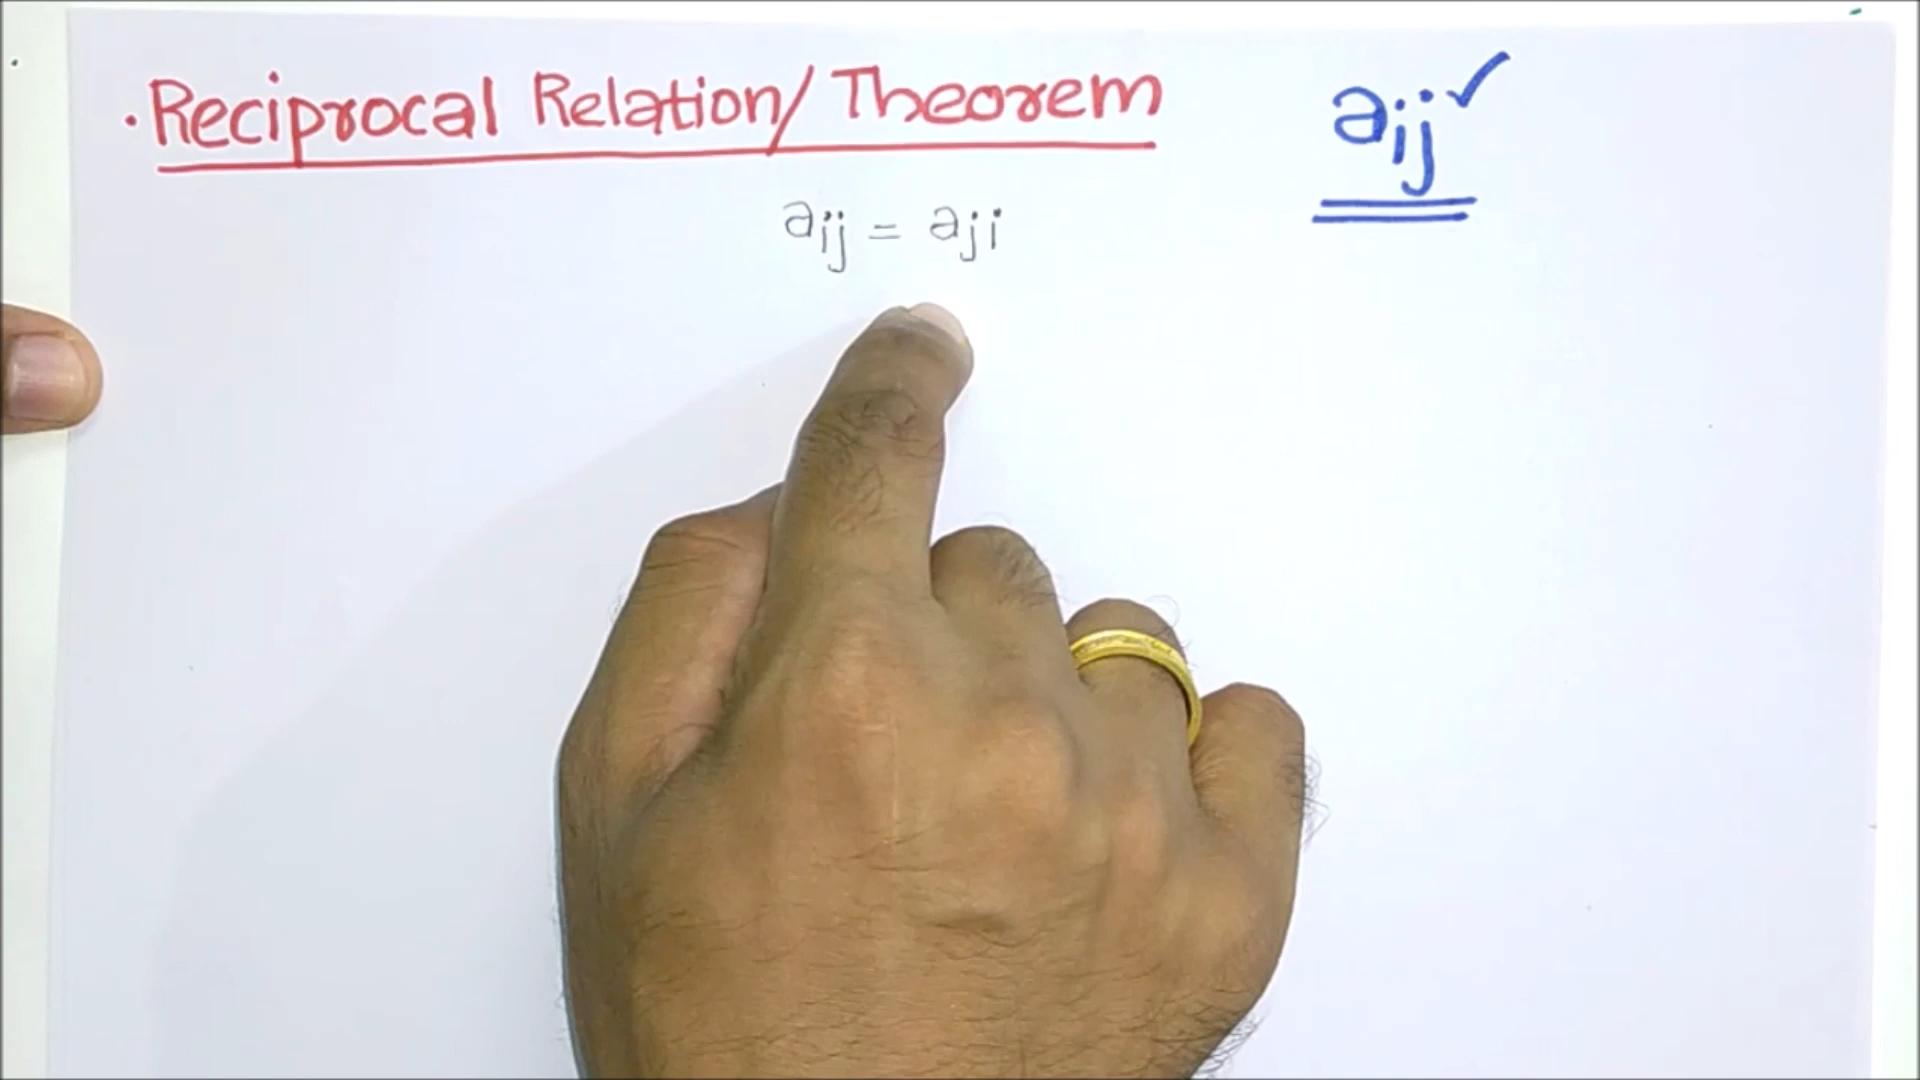 · Reciprocal Relation/Theorem
aij ✓
aij = aji